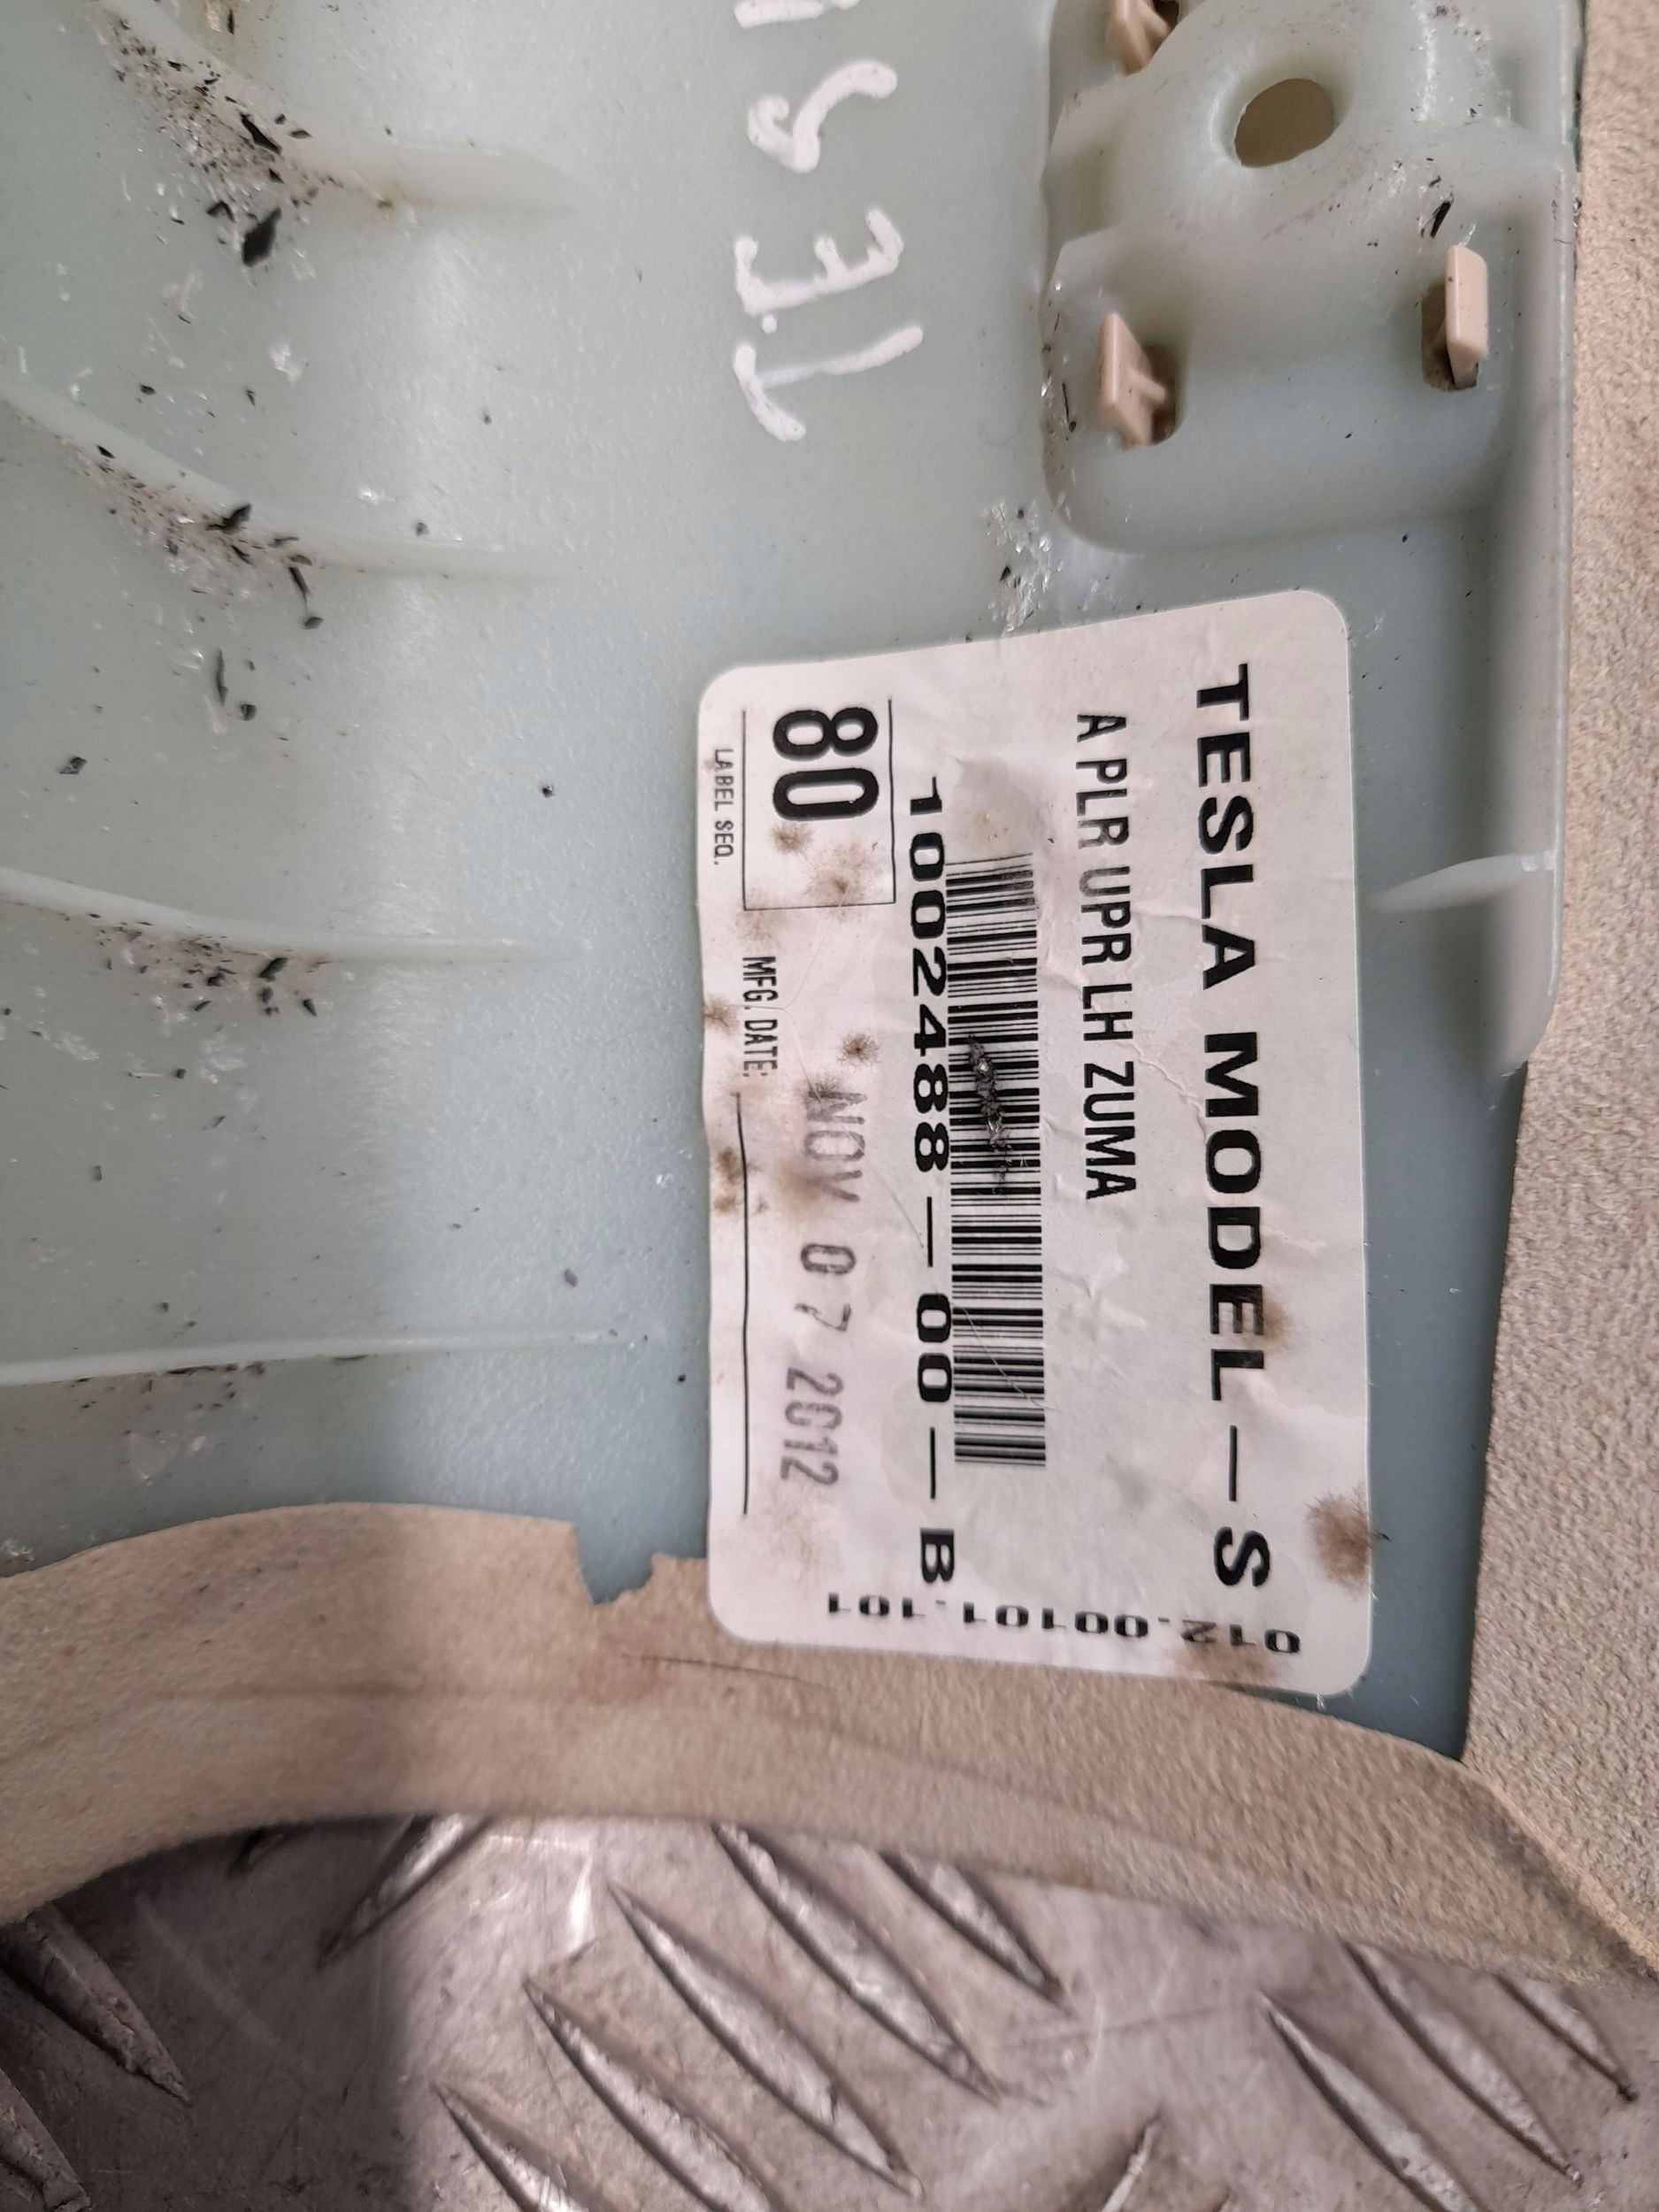 TESLA MODEL — S
A PLR UPR LH ZUMA
1002488 — 00 — B
80
LABEL SEQ.
MFG. DATE:
NOV 07 2012
012.00101.101